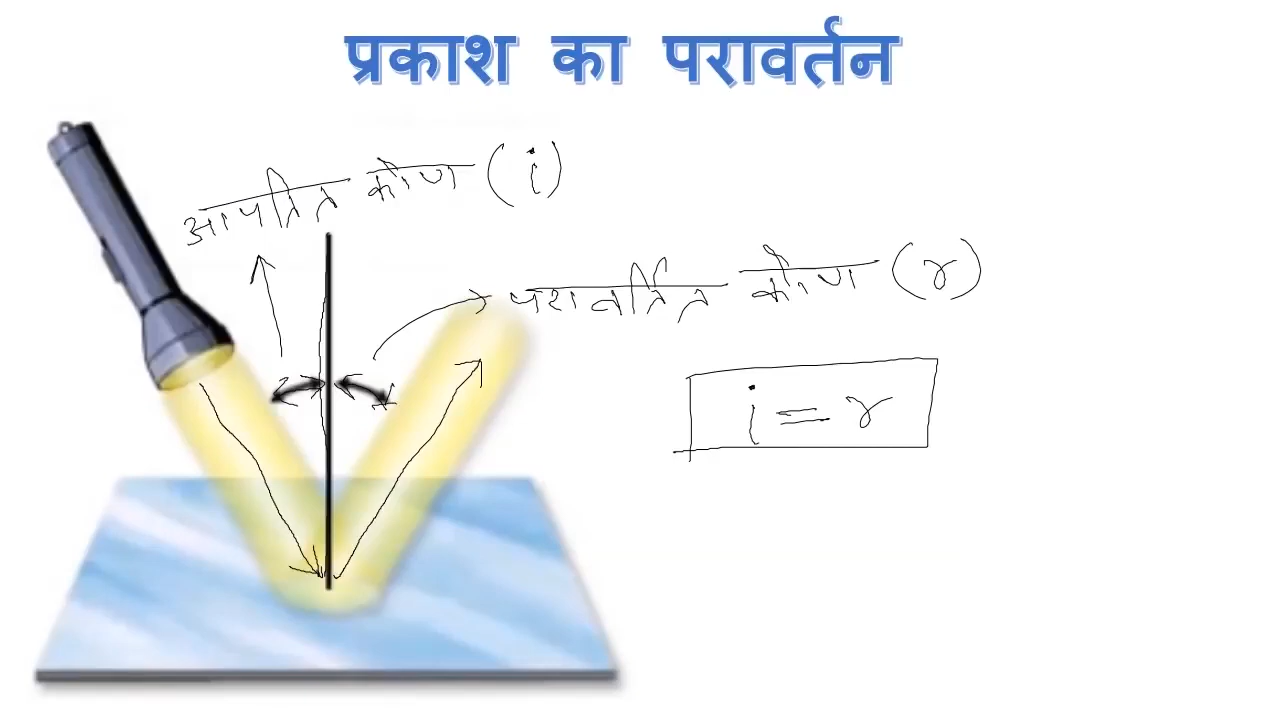 प्रकाश का परावर्तन
आपतित कोण (i)
परावर्तित कोण (r)
i = r